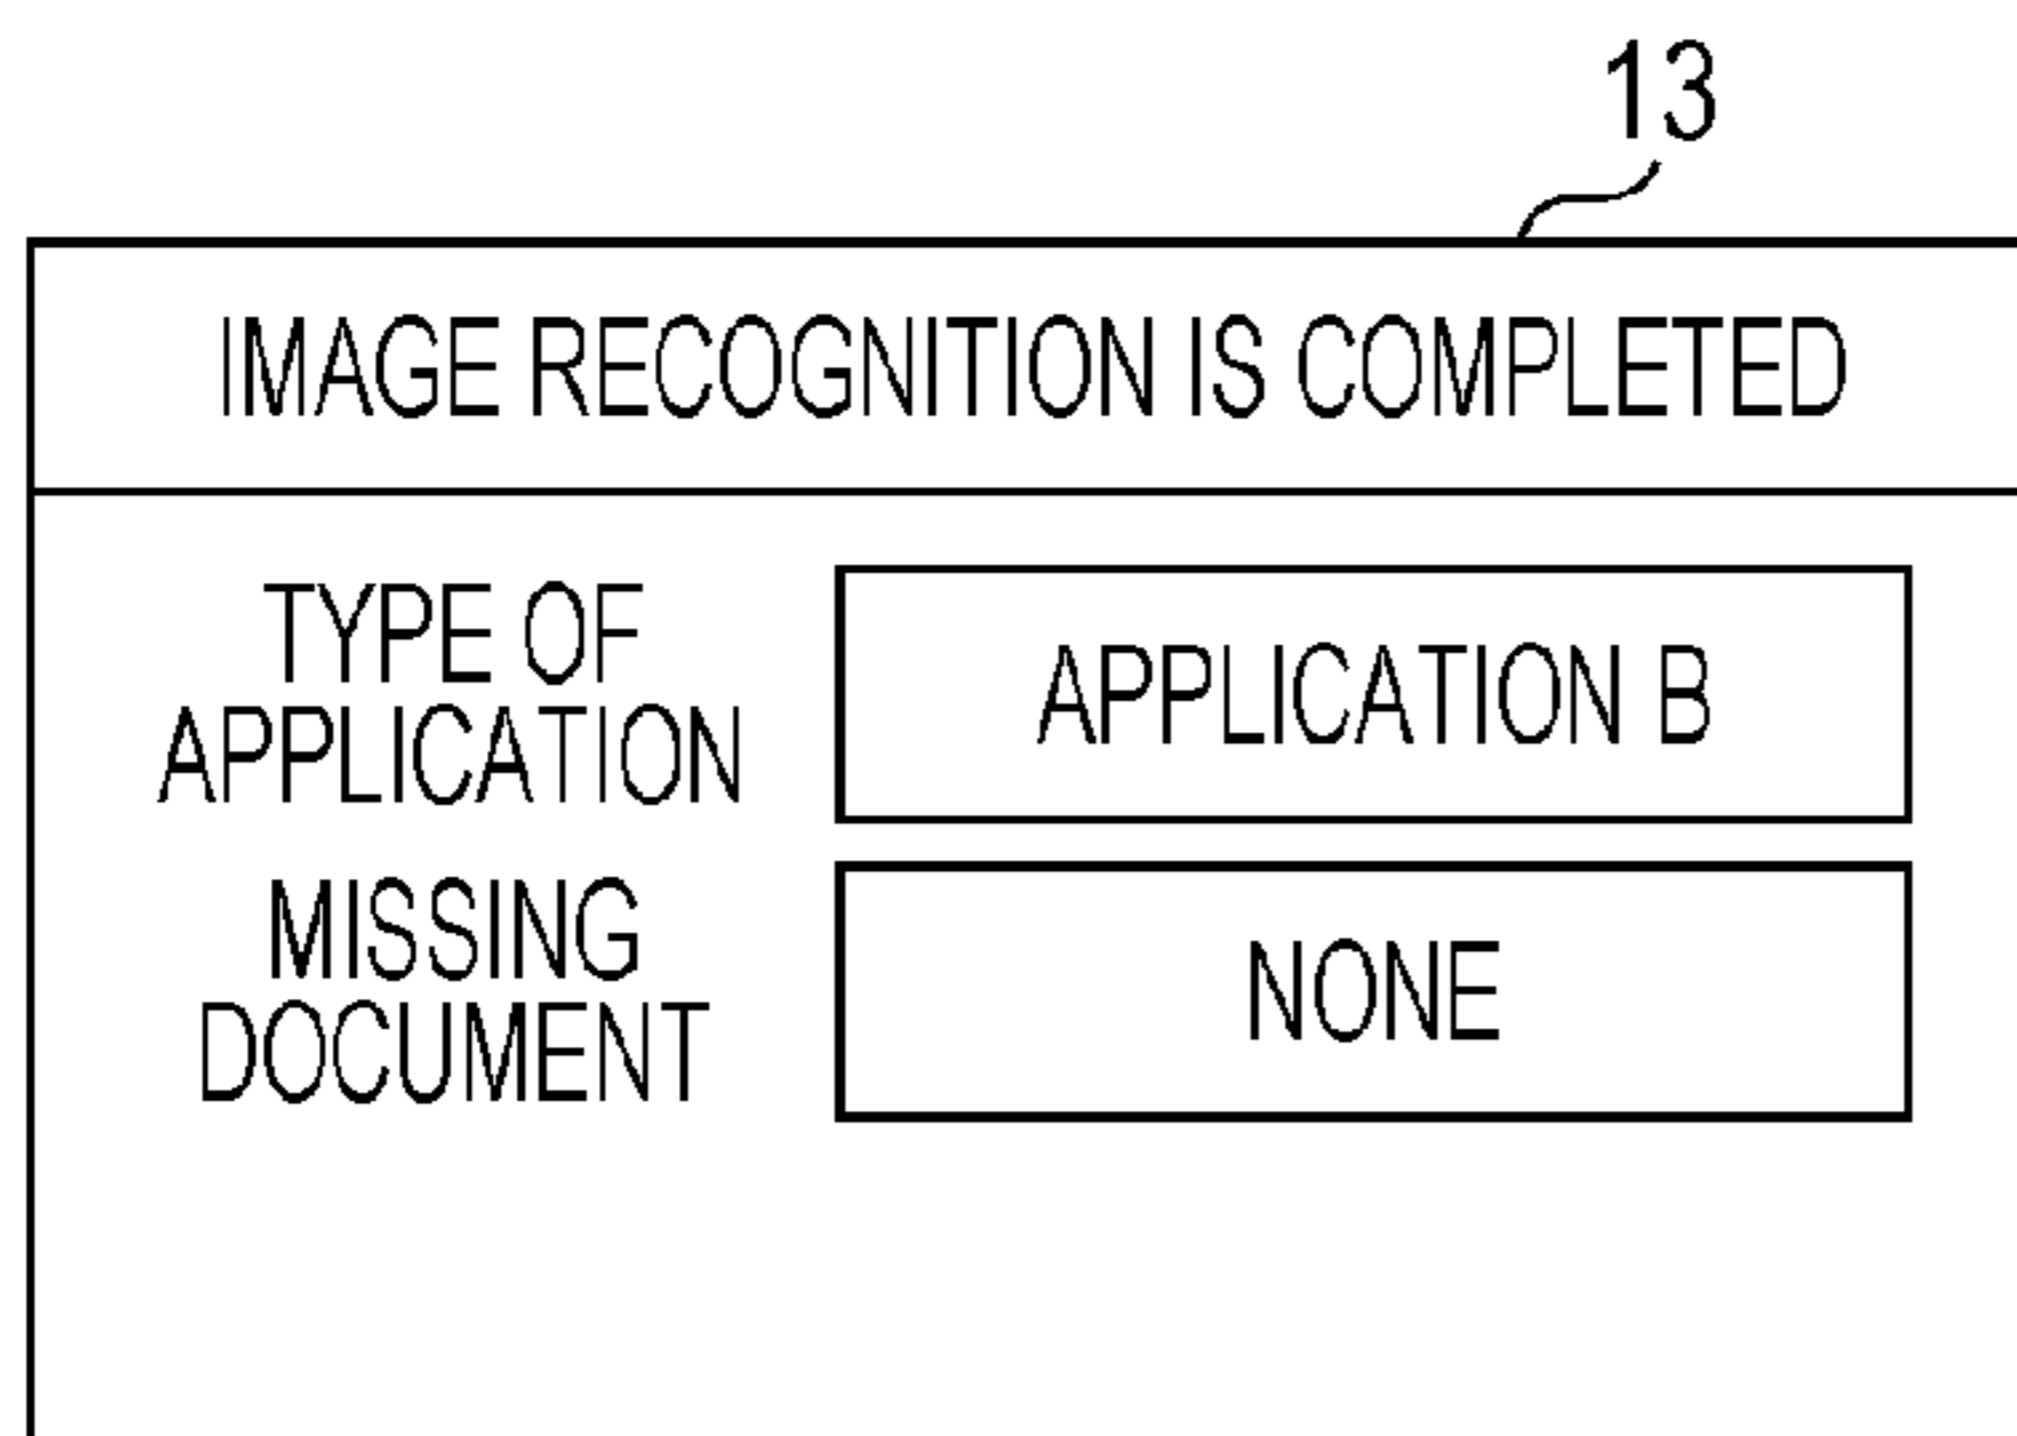 13
IMAGE RECOGNITION IS COMPLETED
TYPE OF
APPLICATION
APPLICATION B
MISSING
DOCUMENT
NONE